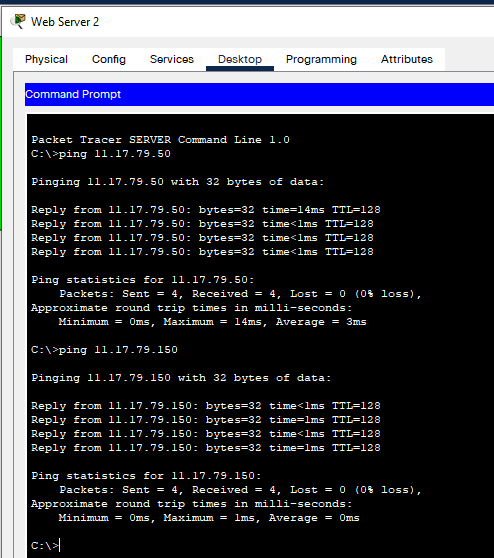 Web Server 2
Physical Config Services Desktop Programming Attributes
Command Prompt
Packet Tracer SERVER Command Line 1.0
C:\>ping 11.17.79.50
Pinging 11.17.79.50 with 32 bytes of data:
Reply from 11.17.79.50: bytes=32 time=14ms TTL=128
Reply from 11.17.79.50: bytes=32 time<1ms TTL=128
Reply from 11.17.79.50: bytes=32 time<1ms TTL=128
Reply from 11.17.79.50: bytes=32 time<1ms TTL=128
Ping statistics for 11.17.79.50:
Packets: Sent = 4, Received = 4, Lost = 0 (0% loss),
Approximate round trip times in milli-seconds:
Minimum = 0ms, Maximum = 14ms, Average = 3ms
C:\>ping 11.17.79.150
Pinging 11.17.79.150 with 32 bytes of data:
Reply from 11.17.79.150: bytes=32 time<1ms TTL=128
Reply from 11.17.79.150: bytes=32 time=1ms TTL=128
Reply from 11.17.79.150: bytes=32 time<1ms TTL=128
Reply from 11.17.79.150: bytes=32 time=1ms TTL=128
Ping statistics for 11.17.79.150:
Packets: Sent = 4, Received = 4, Lost = 0 (0% loss),
Approximate round trip times in milli-seconds:
Minimum = 0ms, Maximum = 1ms, Average = 0ms
C:\>